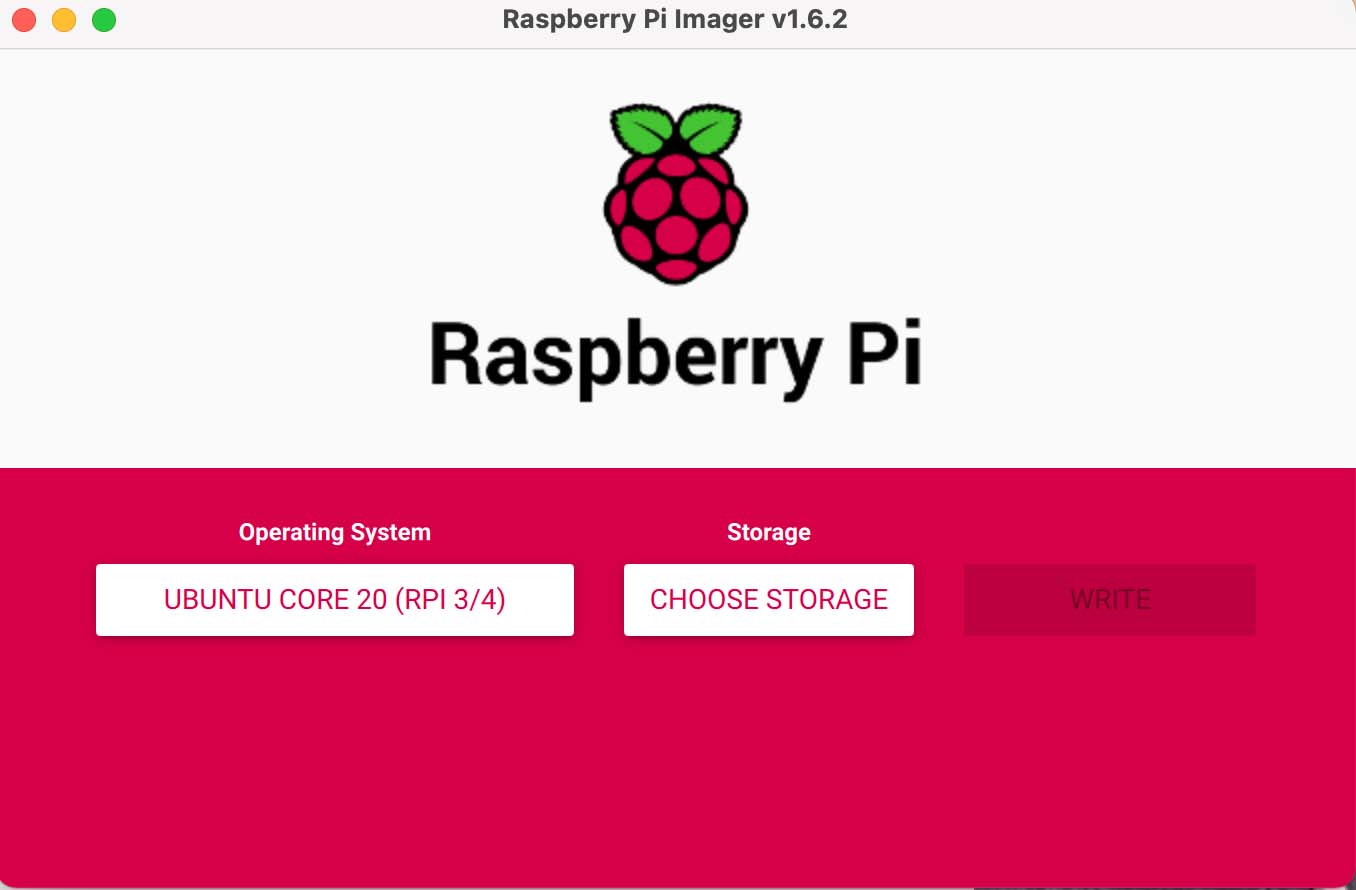 Raspberry Pi Imager v1.6.2
Raspberry Pi
Operating System
Storage
UBUNTU CORE 20 (RPI 3/4)
CHOOSE STORAGE
WRITE